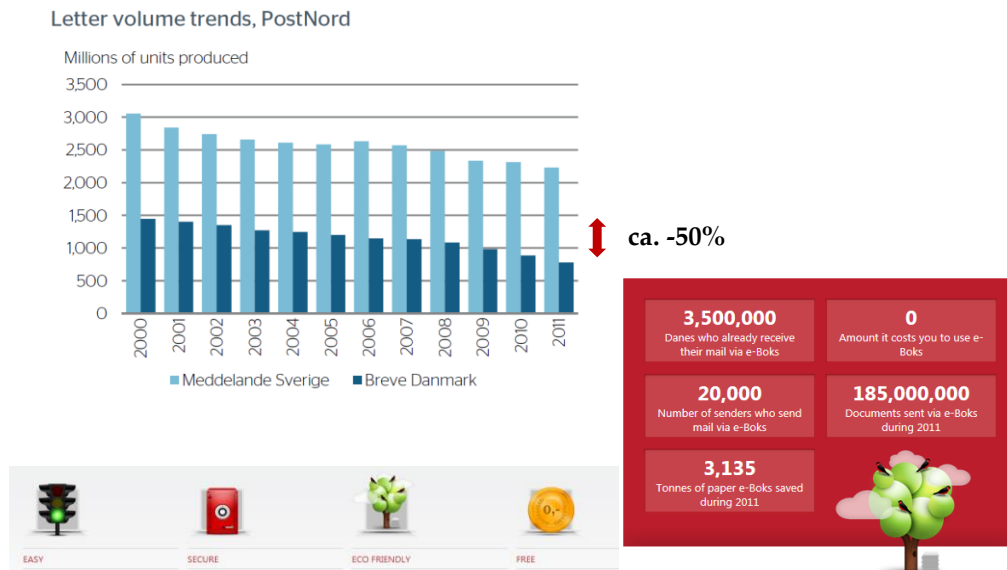 Letter volume trends, PostNord
Millions of units produced
3,500
3,000
2,500
2,000
1,500
1,000
500
0
2000
2001
2002
2003
2004
2005
2006
2007
2008
2009
2010
2011
Meddelande Sverige
Breve Danmark
ca. -50%
3,500,000
Danes who already receive
their mail via e-Boks
0
Amount it costs you to use e-
Boks
20,000
Number of senders who send
mail via e-Boks
185,000,000
Documents sent via e-Boks
during 2011
3,135
Tonnes of paper e-Boks saved
during 2011
0,-
EASY
SECURE
ECO FRIENDLY
FREE